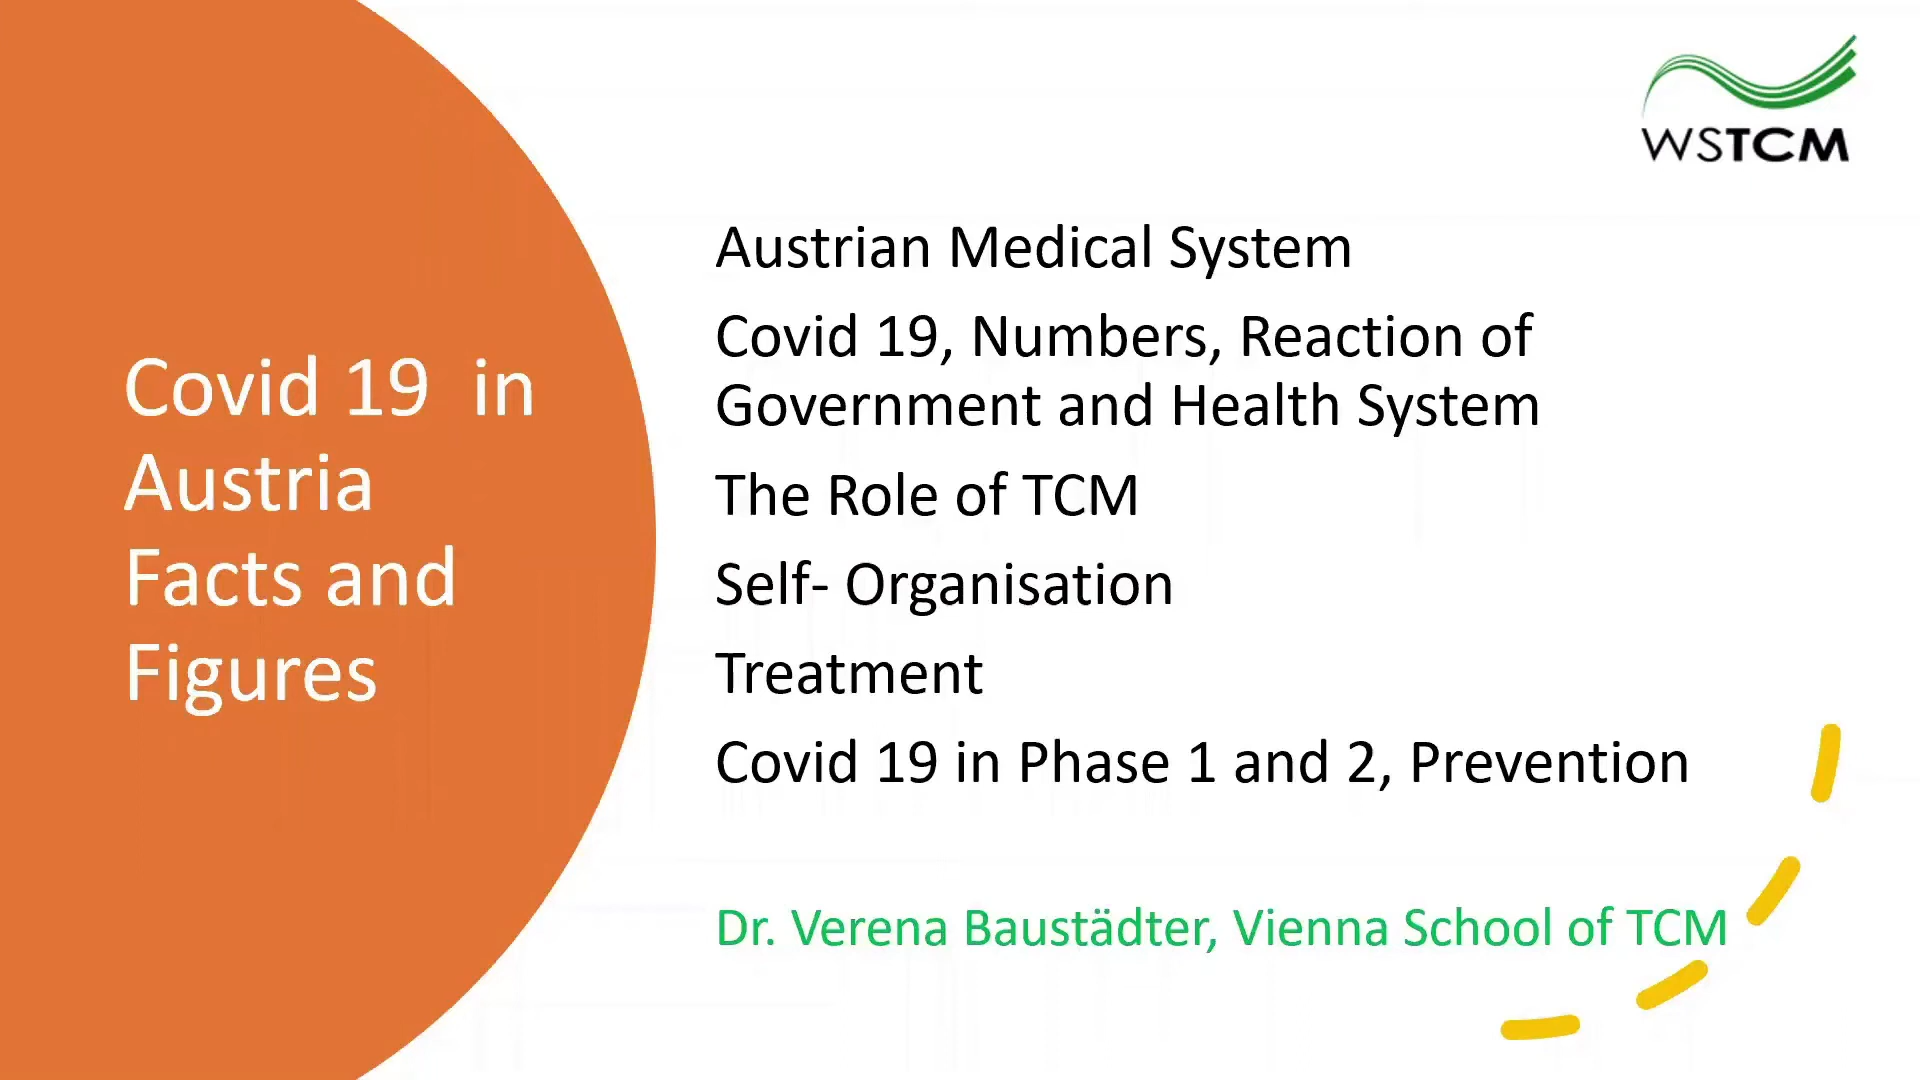 WSTCM
Covid 19  in
Austria
Facts and
Figures
Austrian Medical System
Covid 19, Numbers, Reaction of
Government and Health System
The Role of TCM
Self- Organisation
Treatment
Covid 19 in Phase 1 and 2, Prevention
Dr. Verena Baustädter, Vienna School of TCM